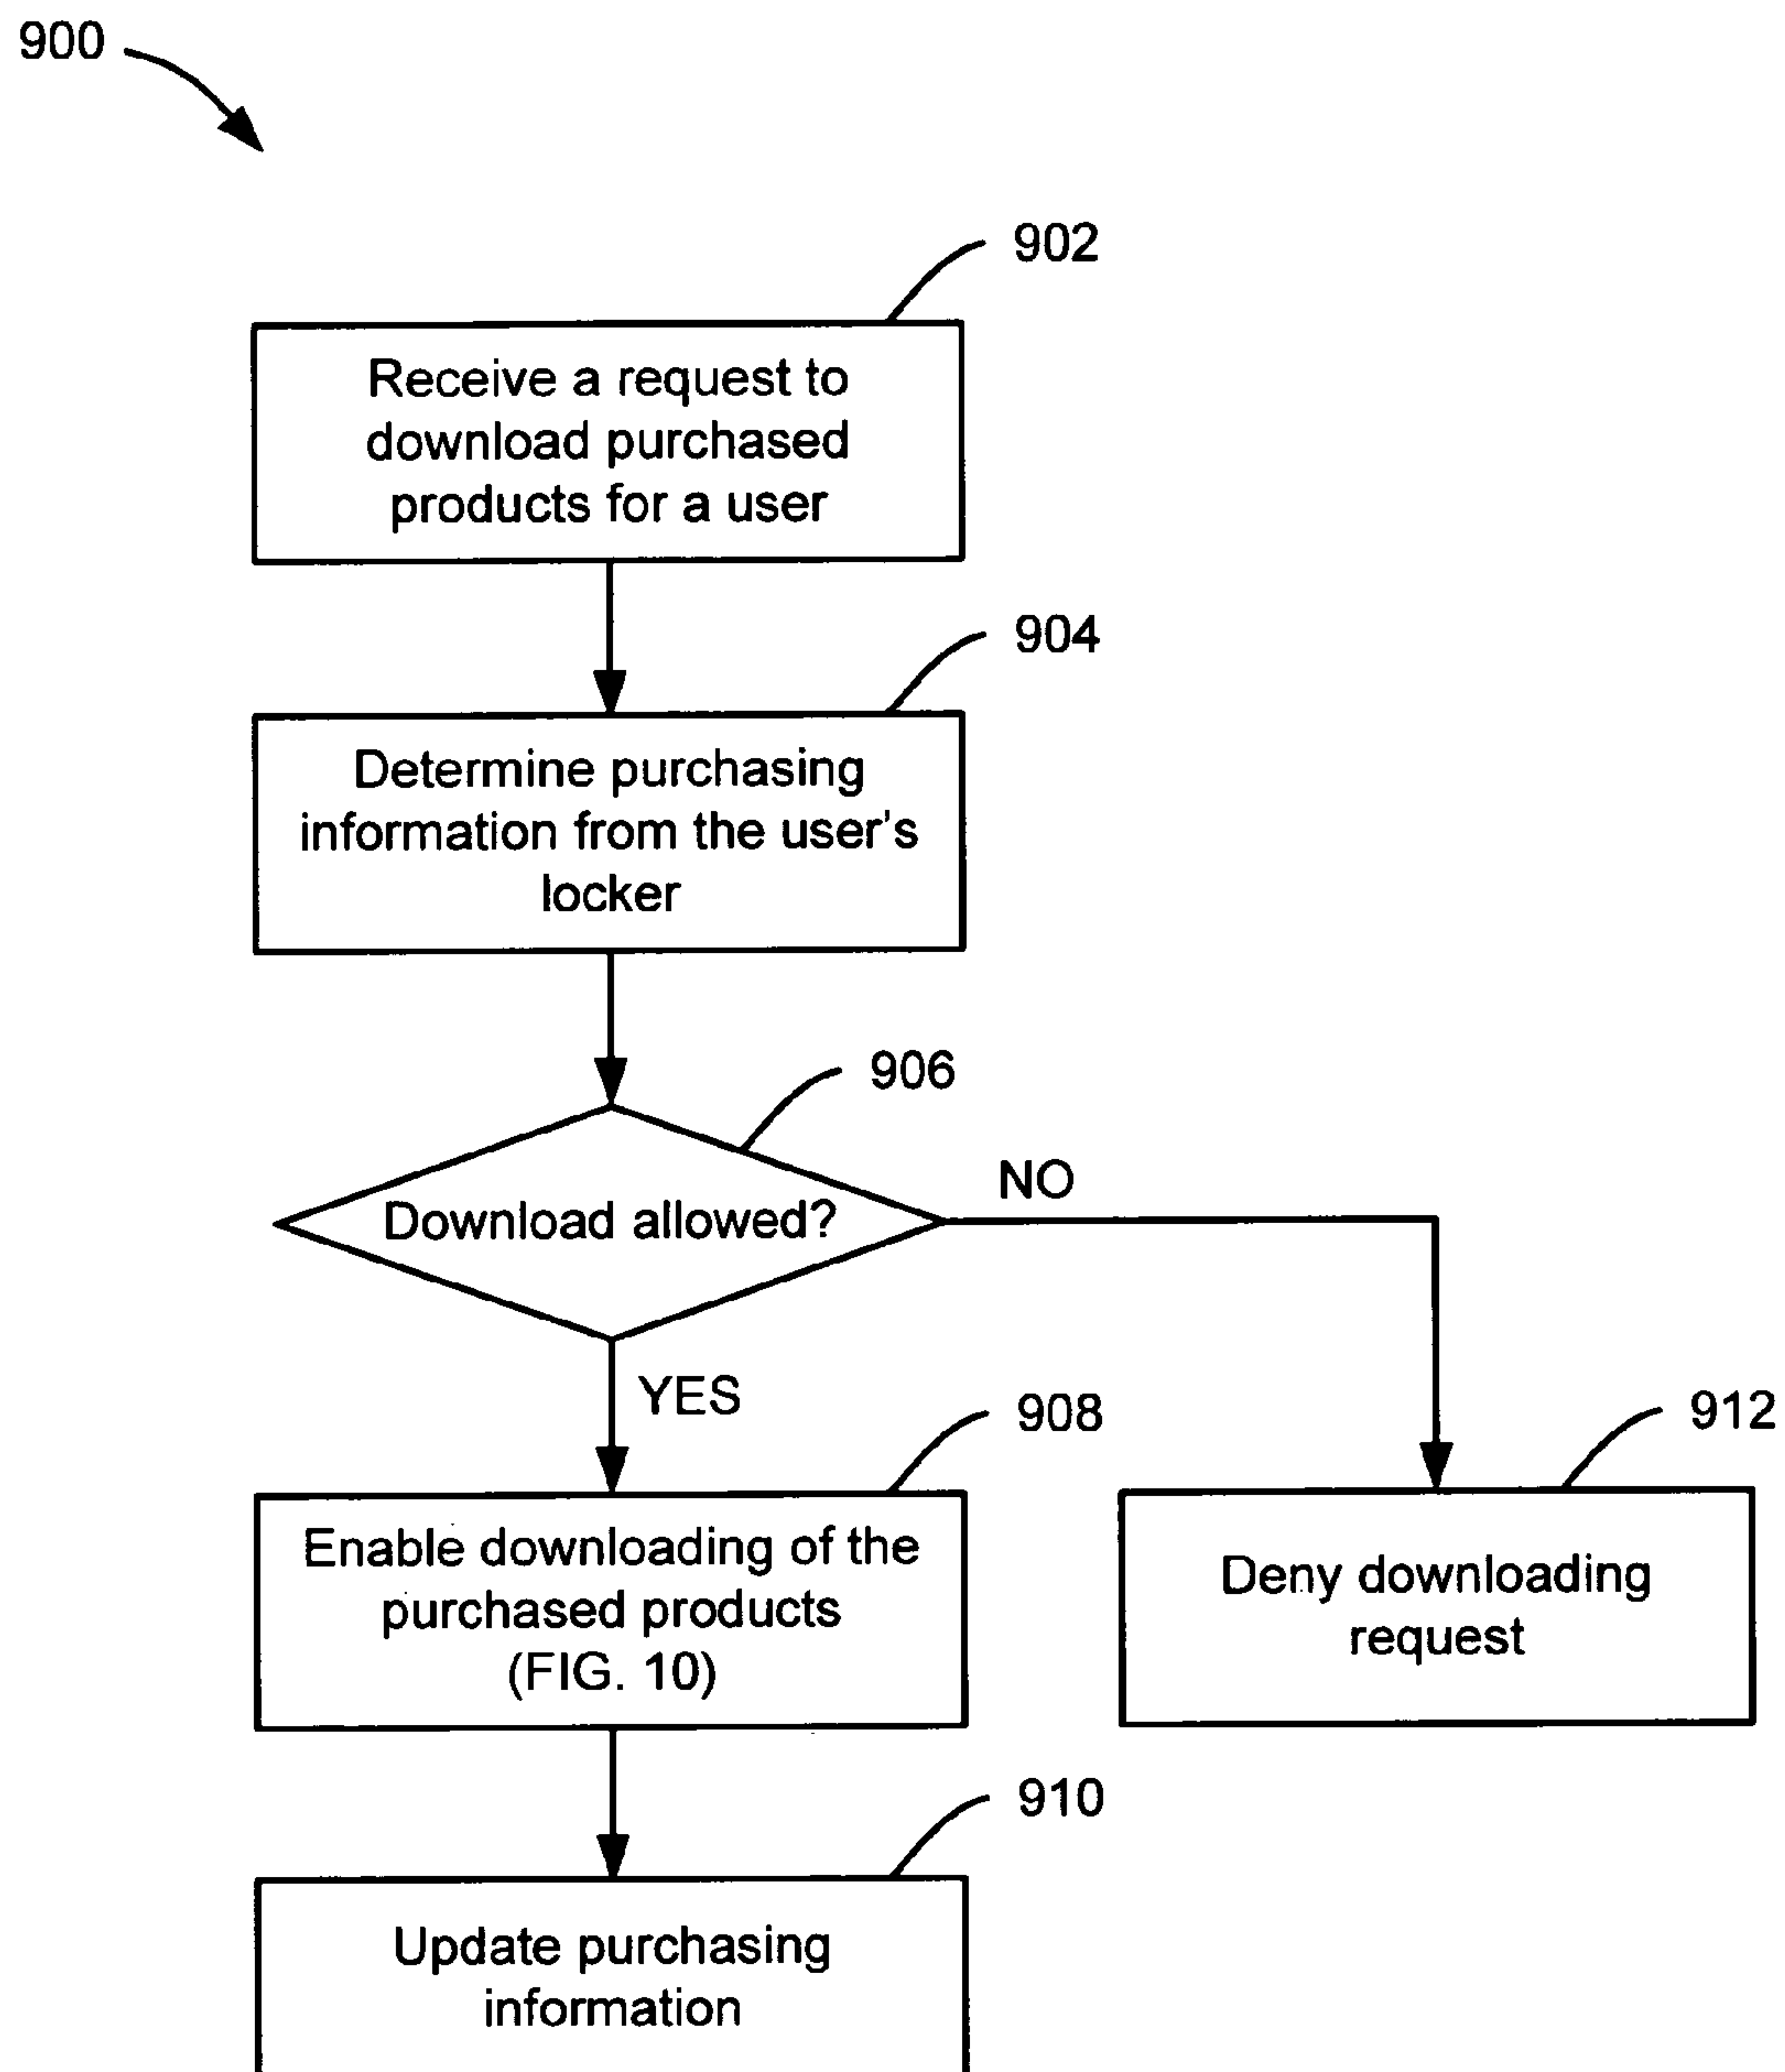 900
902
Receive a request to
download purchased
products for a user
904
Determine purchasing
information from the user's
locker
906
Download allowed?
NO
YES
908
Enable downloading of the
purchased products
(FIG. 10)
912
Deny downloading
request
910
Update purchasing
information